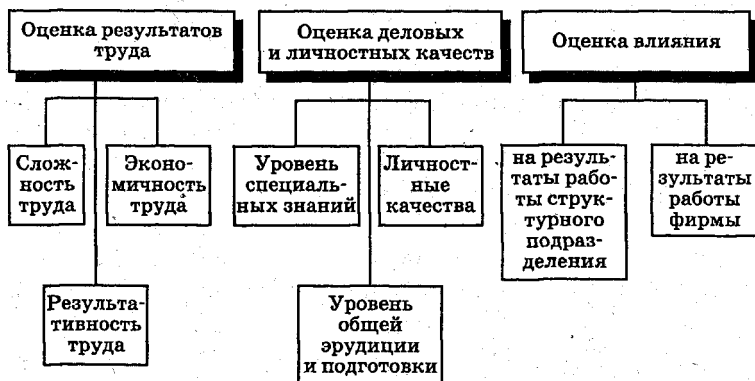 Оценка результатов
труда
Оценка деловых
и личностных качеств
Оценка влияния
Слож-
ность
труда
Эконо-
мичность
труда
Уровень
специаль-
ных знаний
Личност-
ные
качества
на резуль-
таты рабо-
ты струк-
турного
подраз-
деления
на ре-
зультаты
работы
фирмы
Результа-
тивность
труда
Уровень
общей
эрудиции
и подготовки